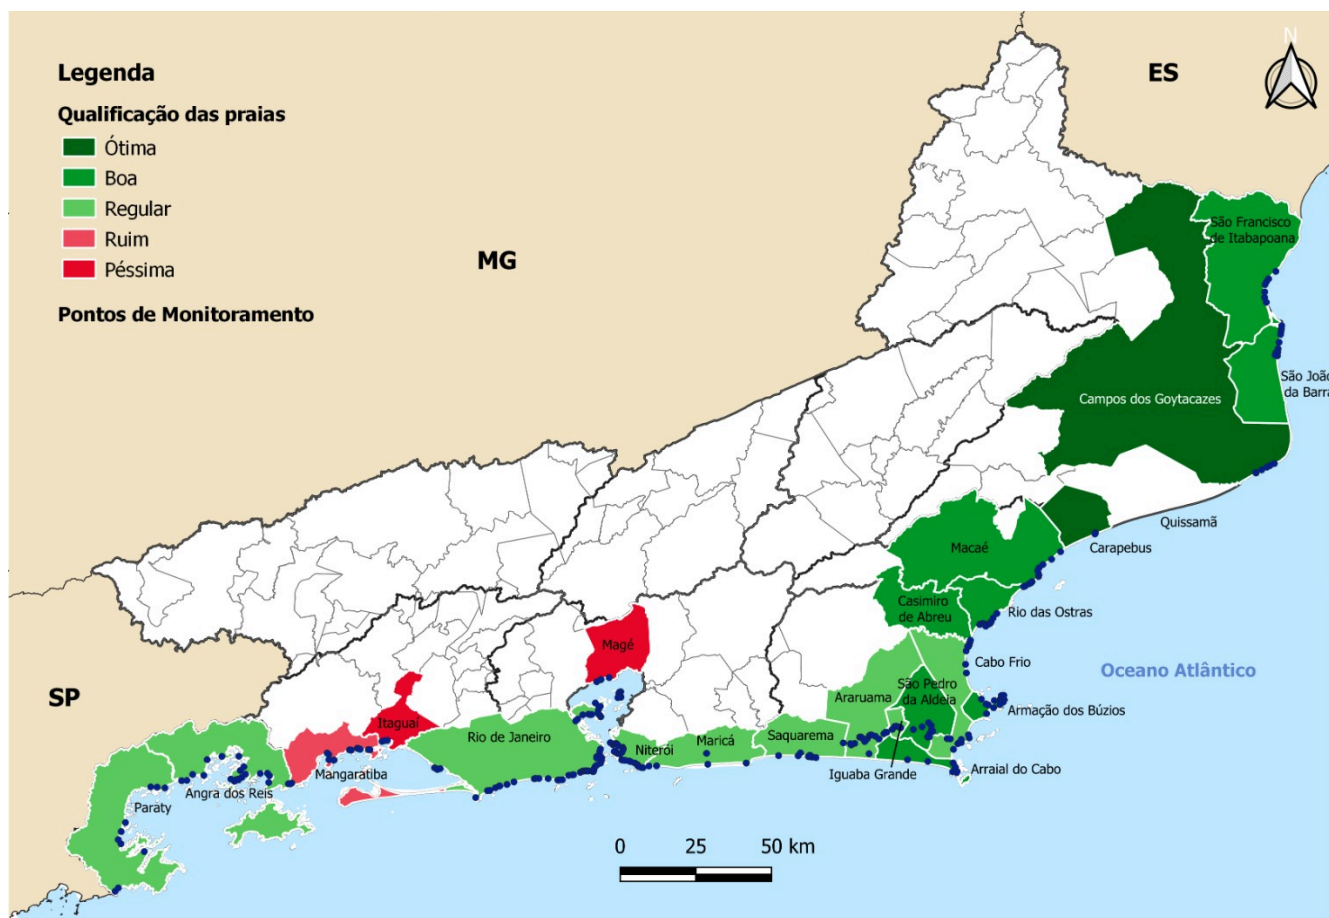 Legenda
Qualificação das praias
Ótima
Boa
Regular
Ruim
Péssima
Pontos de Monitoramento
N
ES
MG
SP
São Francisco
de Itabapoana
São João
da Barra
Campos dos Goytacazes
Quissamã
Carapebus
Macaé
Casimiro
de Abreu
Rio das Ostras
Cabo Frio
Oceano Atlântico
São Pedro
da Aldeia
Araruama
Armação dos Búzios
Magé
Itaguaí
Rio de Janeiro
Niterói
Maricá
Saquarema
Iguaba Grande
Arraial do Cabo
Mangaratiba
Angra dos Reis
Paraty
0 25 50 km